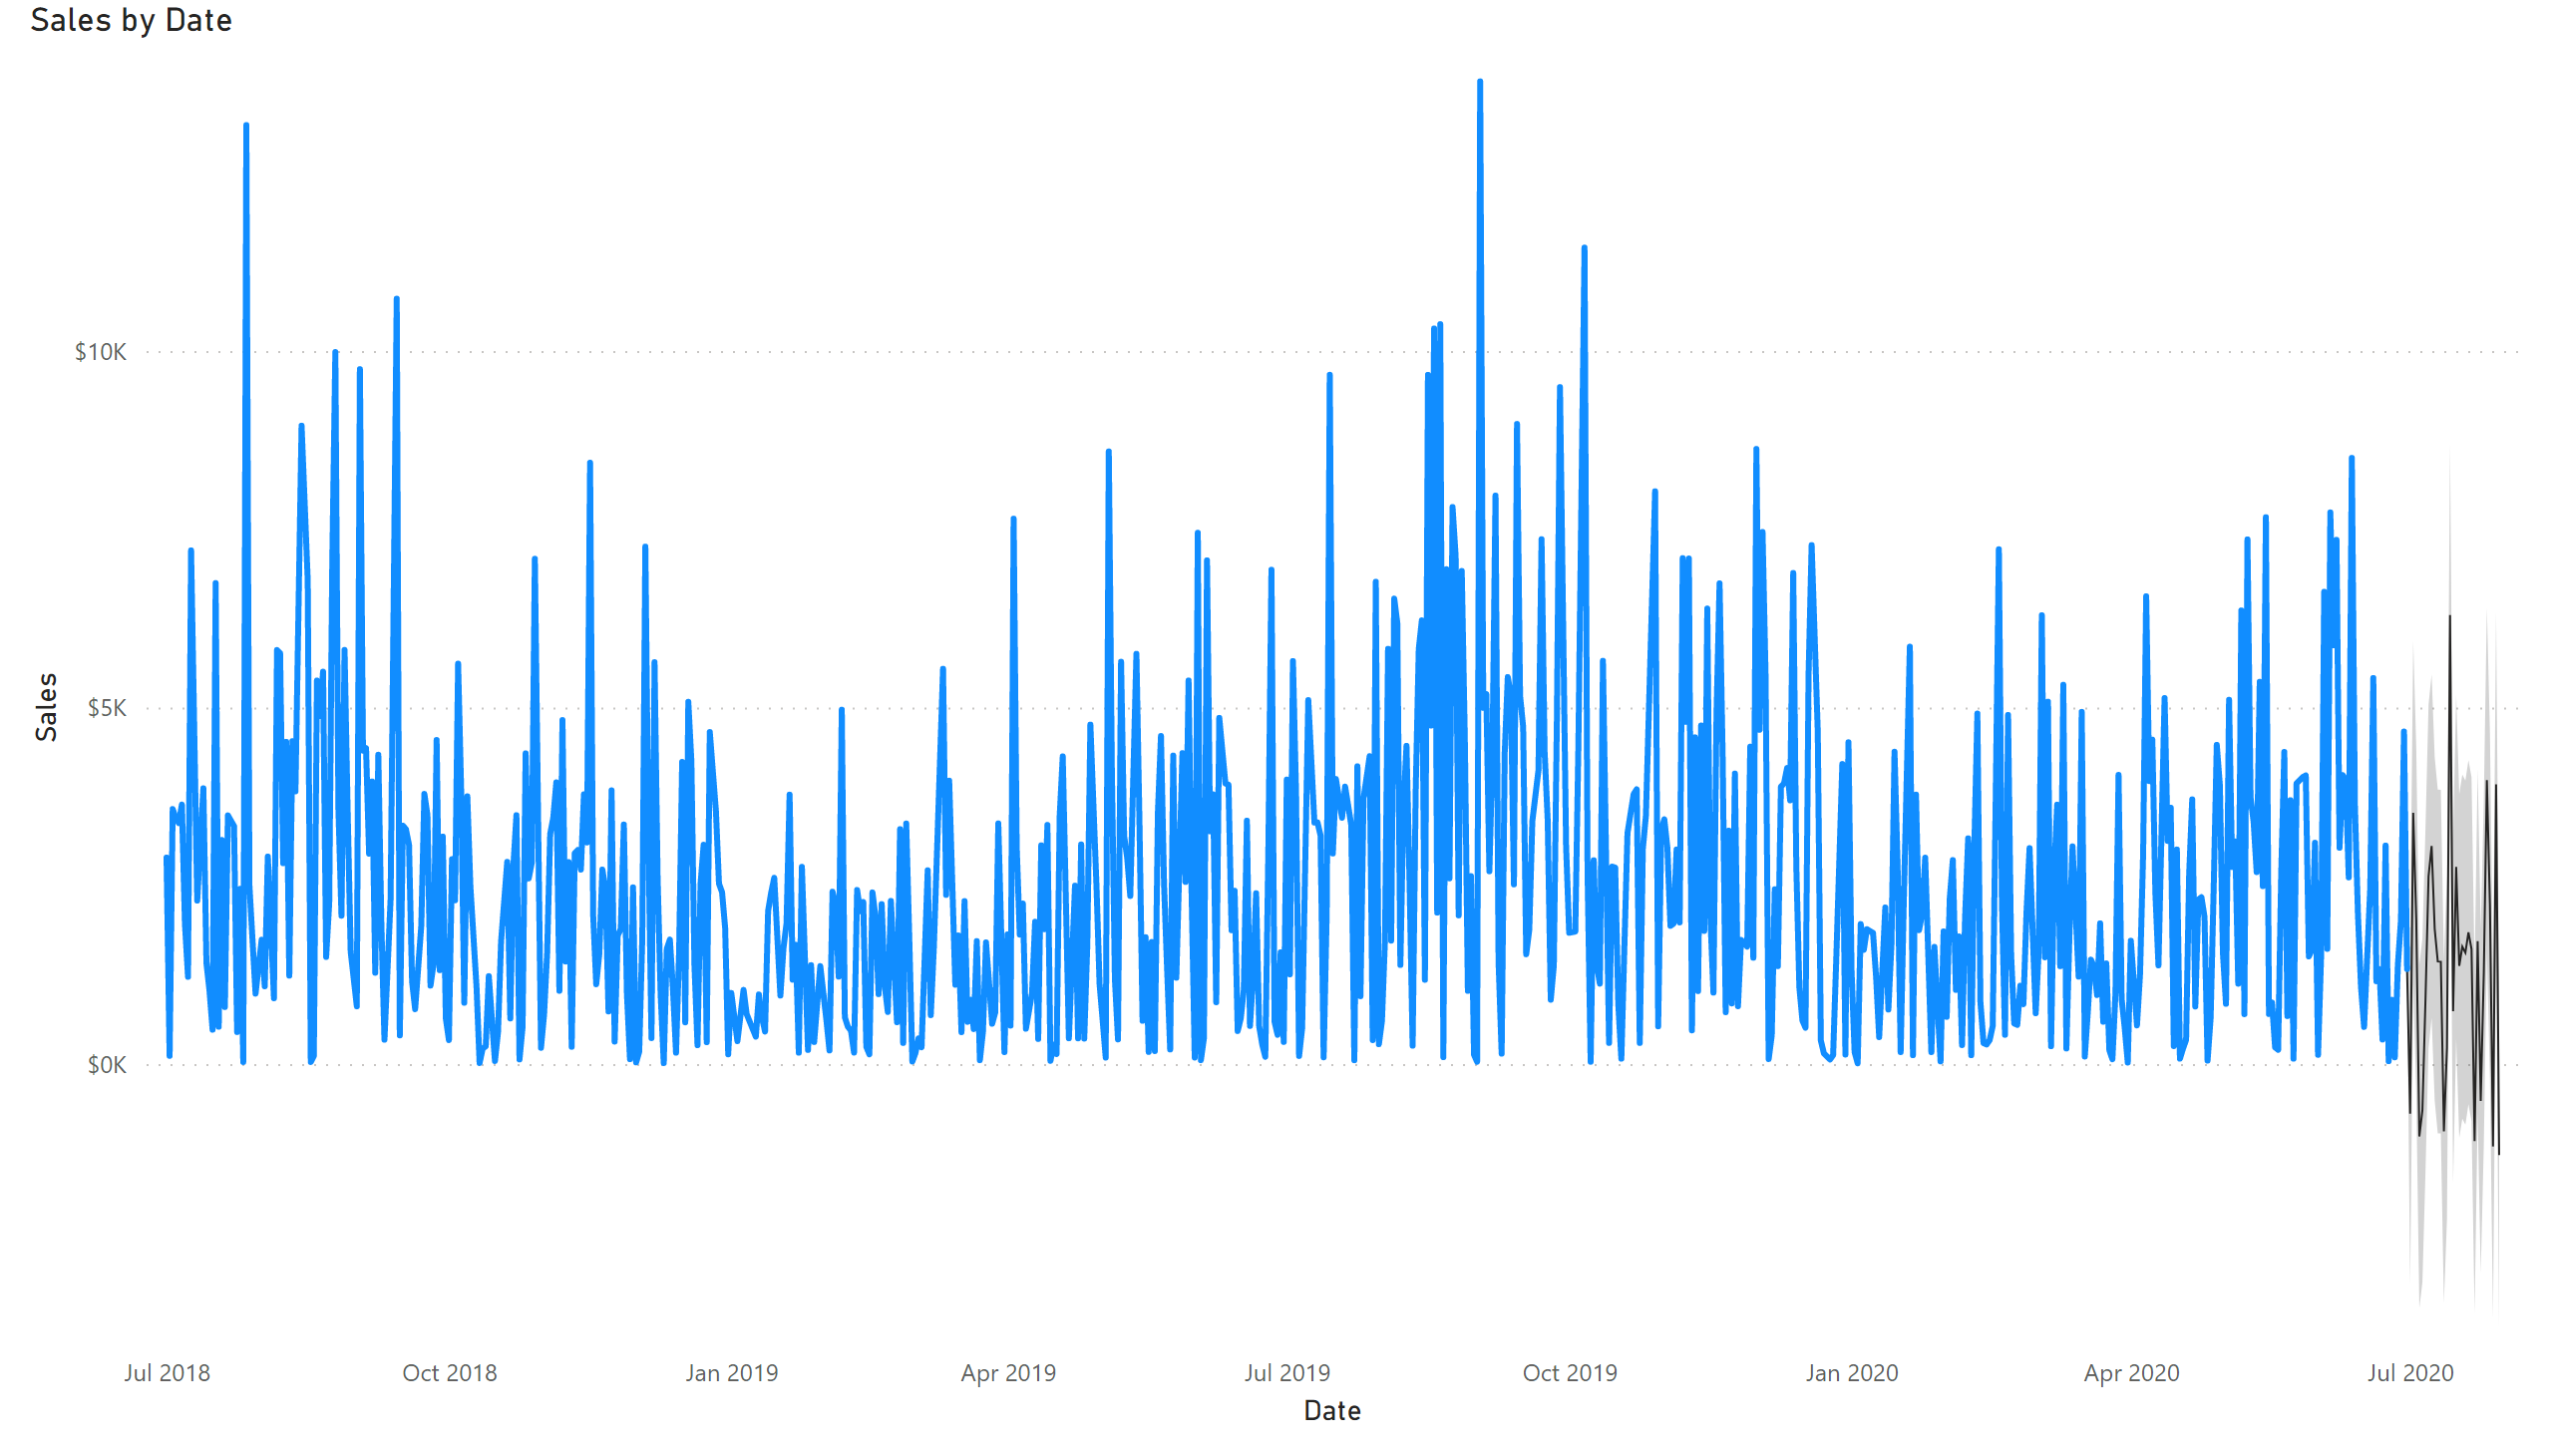 Sales by Date
$10K
$5K
$0K
Sales
Jul 2018 Oct 2018 Jan 2019 Apr 2019 Jul 2019 Oct 2019 Jan 2020 Apr 2020 Jul 2020
Date